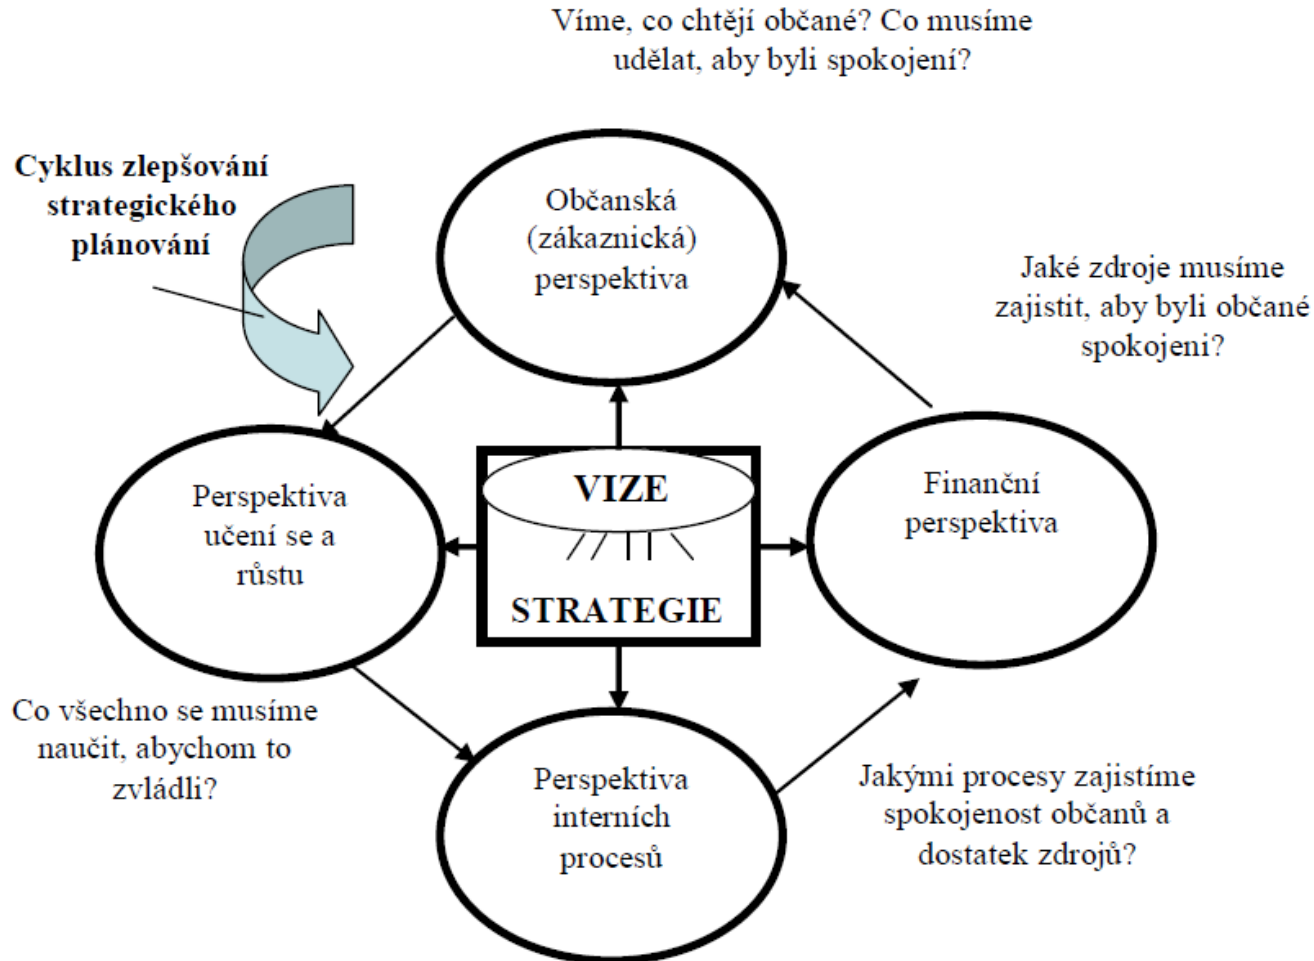 Víme, co chtějí občané? Co musíme
udělat, aby byli spokojení?
Cyklus zlepšování
strategického
plánování
Občanská
(zákaznická)
perspektiva
Jaké zdroje musíme
zajistit, aby byli občané
spokojeni?
Perspektiva
učení se a
růstu
VIZE
STRATEGIE
Finanční
perspektiva
Co všechno se musíme
naučit, abychom to
zvládli?
Perspektiva
interních
procesů
Jakými procesy zajistíme
spokojenost občanů a
dostatek zdrojů?